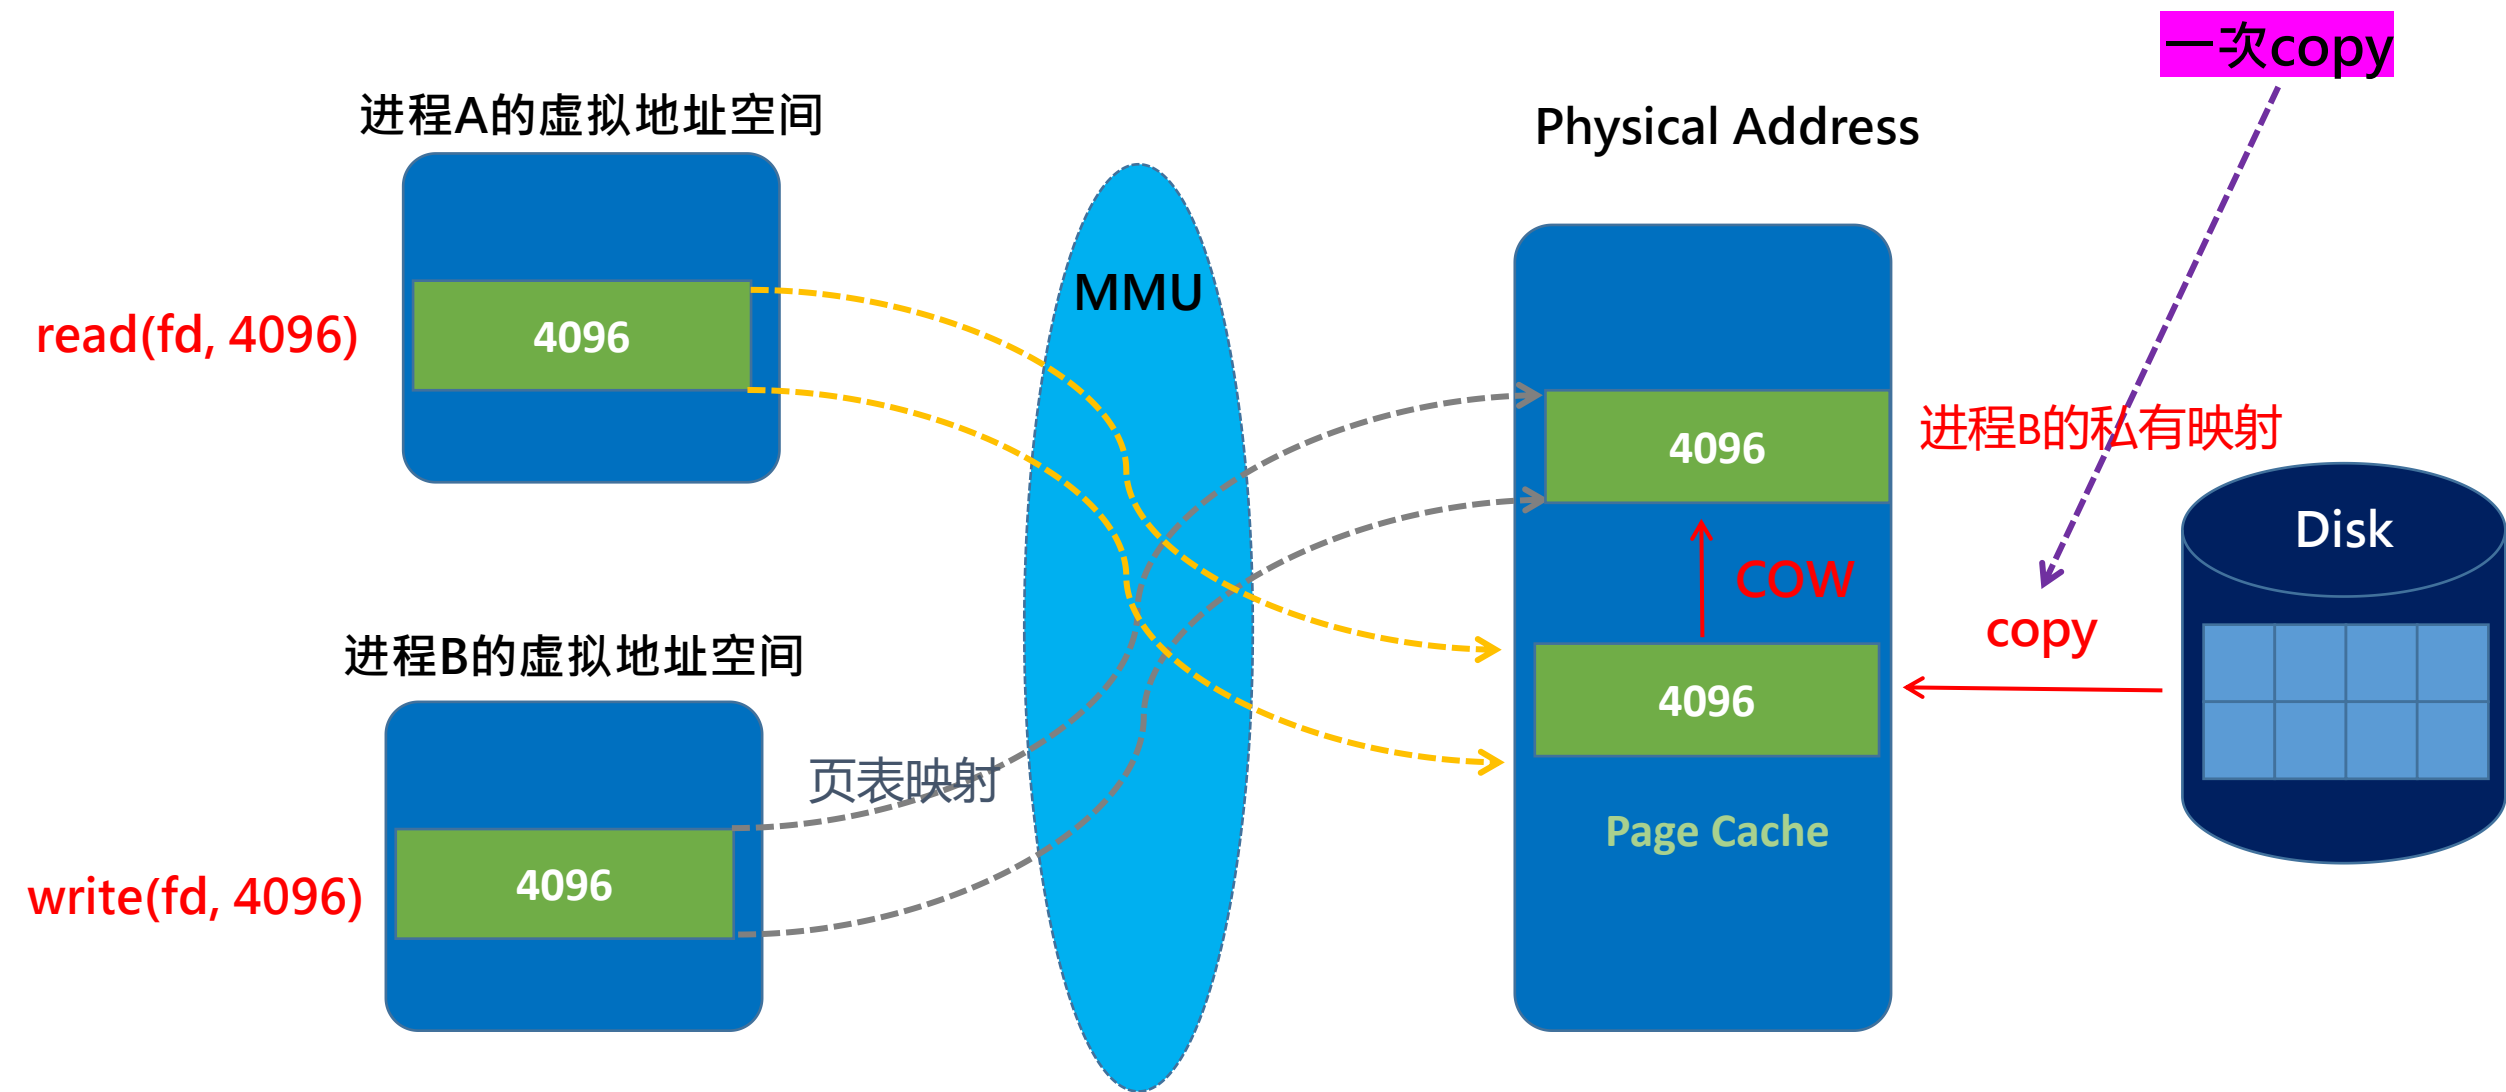 一次copy
进程A的虚拟地址空间
Physical Address
MMU
read(fd, 4096)
4096
进程B的私有映射
4096
Disk
COW
copy
进程B的虚拟地址空间
4096
页表映射
Page Cache
write(fd, 4096)
4096